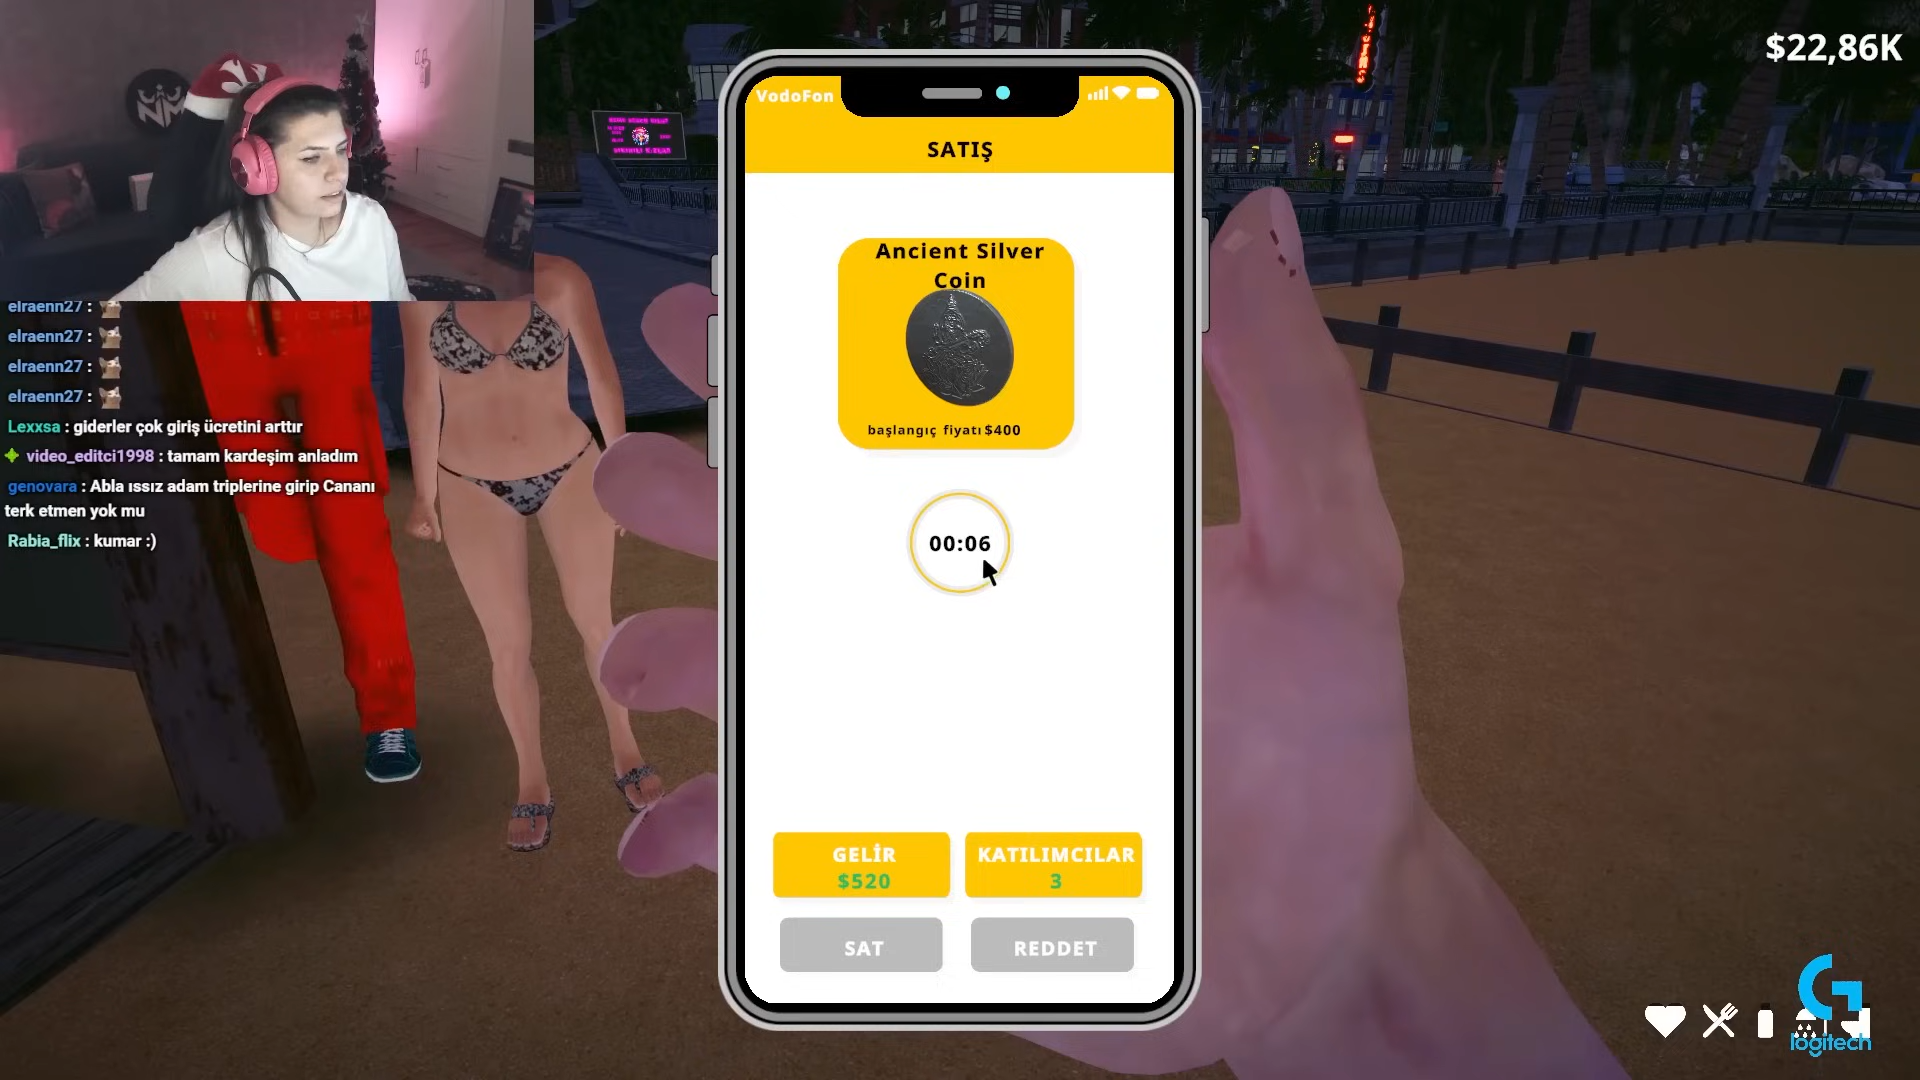 $22,86K
VodoFon
SATIŞ
Ancient Silver
Coin
başlangıç fiyatı $400
00:06
GELİR
$520
KATILIMCILAR
3
SAT
REDDET
elraenn27 :
elraenn27 :
elraenn27 :
elraenn27 :
Lexxsa : giderler çok giriş ücretini arttır
video_editci1998 : tamam kardeşim anladım
genovara : Abla ıssız adam triplerine girip Cananı
terk etmen yok mu
Rabia_flix : kumar :)
logitech